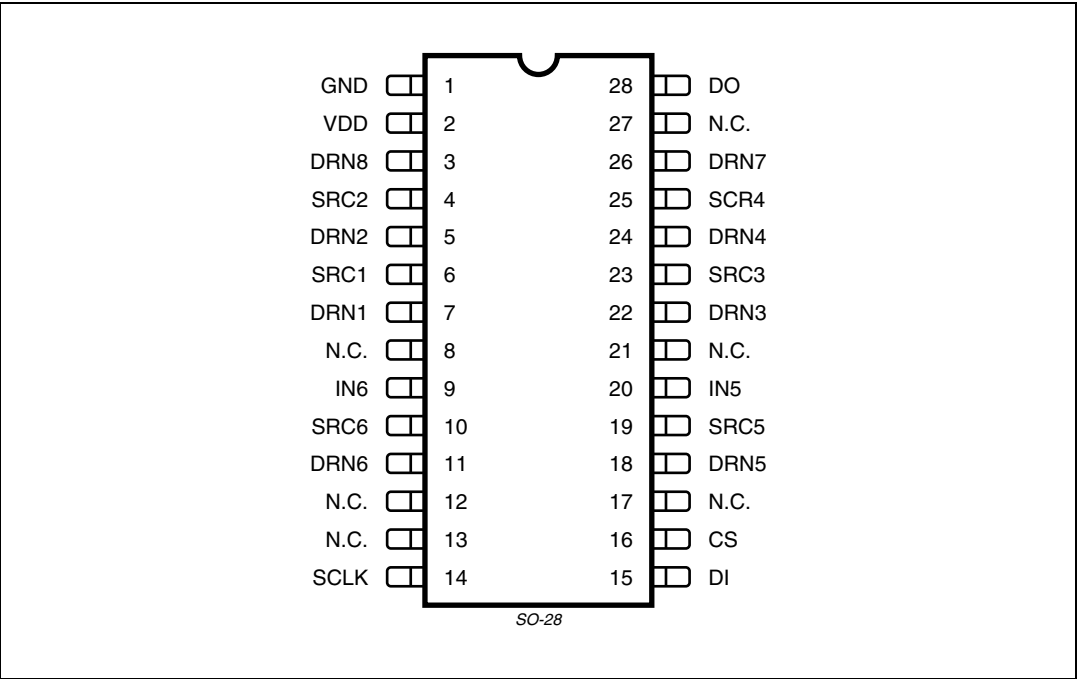 GND 1 28 DO
VDD 2 27 N.C.
DRN8 3 26 DRN7
SRC2 4 25 SCR4
DRN2 5 24 DRN4
SRC1 6 23 SRC3
DRN1 7 22 DRN3
N.C. 8 21 N.C.
IN6 9 20 IN5
SRC6 10 19 SRC5
DRN6 11 18 DRN5
N.C. 12 17 N.C.
N.C. 13 16 CS
SCLK 14 15 DI
SO-28